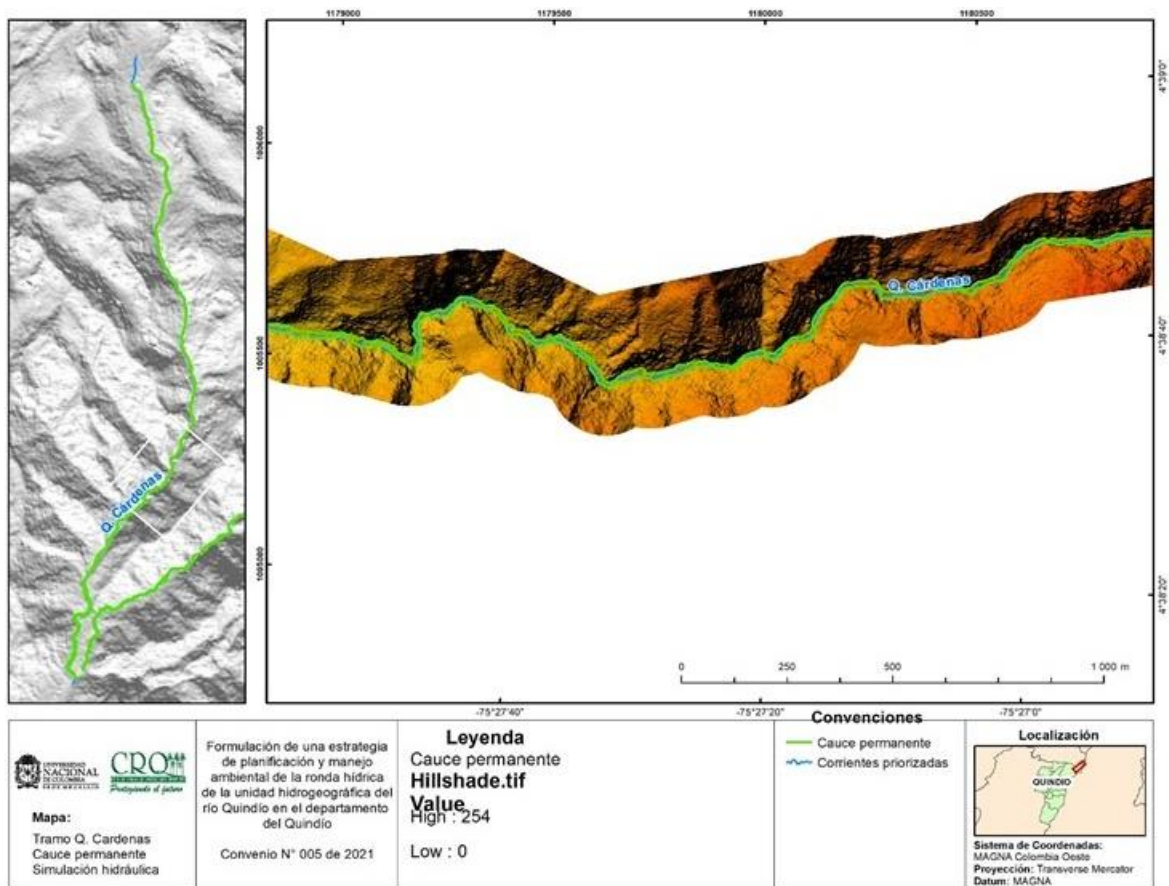 1179000
1179500
1180000
1180500
4°39'0"
1006000
Q. Cárdenas
4°38'40"
1005500
Q. Cárdenas
1005000
4°38'20"
0
250
500
1 000 m
-75°27'40"
-75°27'20"
-75°27'0"
UNIVERSIDAD
NACIONAL
DE COLOMBIA
CRQ
Protegiendo el futuro
Mapa:
Tramo Q. Cardenas
Cauce permanente
Simulación hidráulica
Formulación de una estrategia
de planificación y manejo
ambiental de la ronda hídrica
de la unidad hidrogeográfica del
río Quindío en el departamento
del Quindío
Convenio N° 005 de 2021
Leyenda
Cauce permanente
Hillshade.tif
Value
High : 254
Low : 0
Convenciones
Cauce permanente
Corrientes priorizadas
Localización
QUINDIO
Sistema de Coordenadas:
MAGNA Colombia Oeste
Proyección: Transverse Mercator
Datum: MAGNA